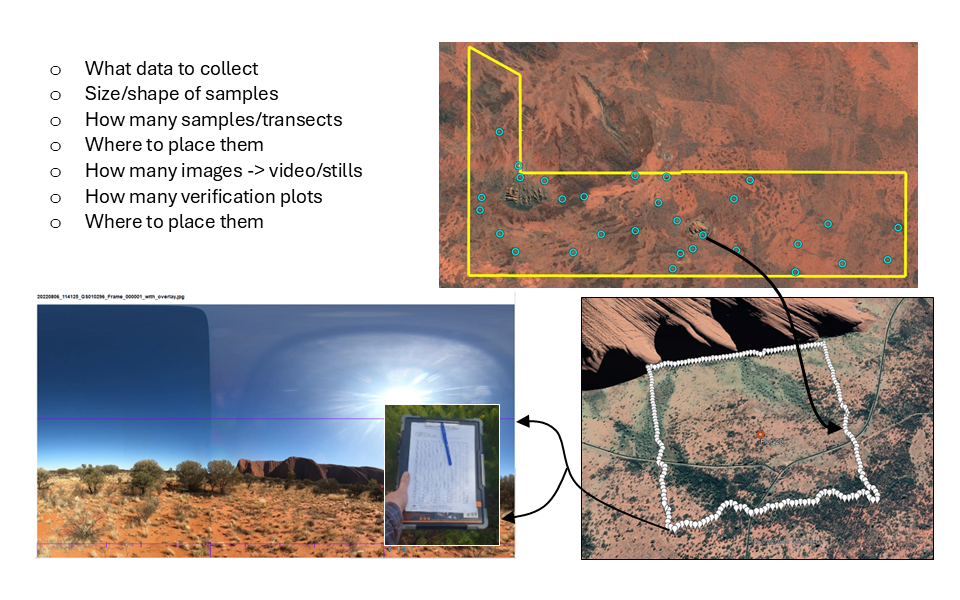 o What data to collect
o Size/shape of samples
o How many samples/transects
o Where to place them
o How many images -> video/stills
o How many verification plots
o Where to place them
20220806_114125_GS010296_Frame_000001_with_overlay.jpg